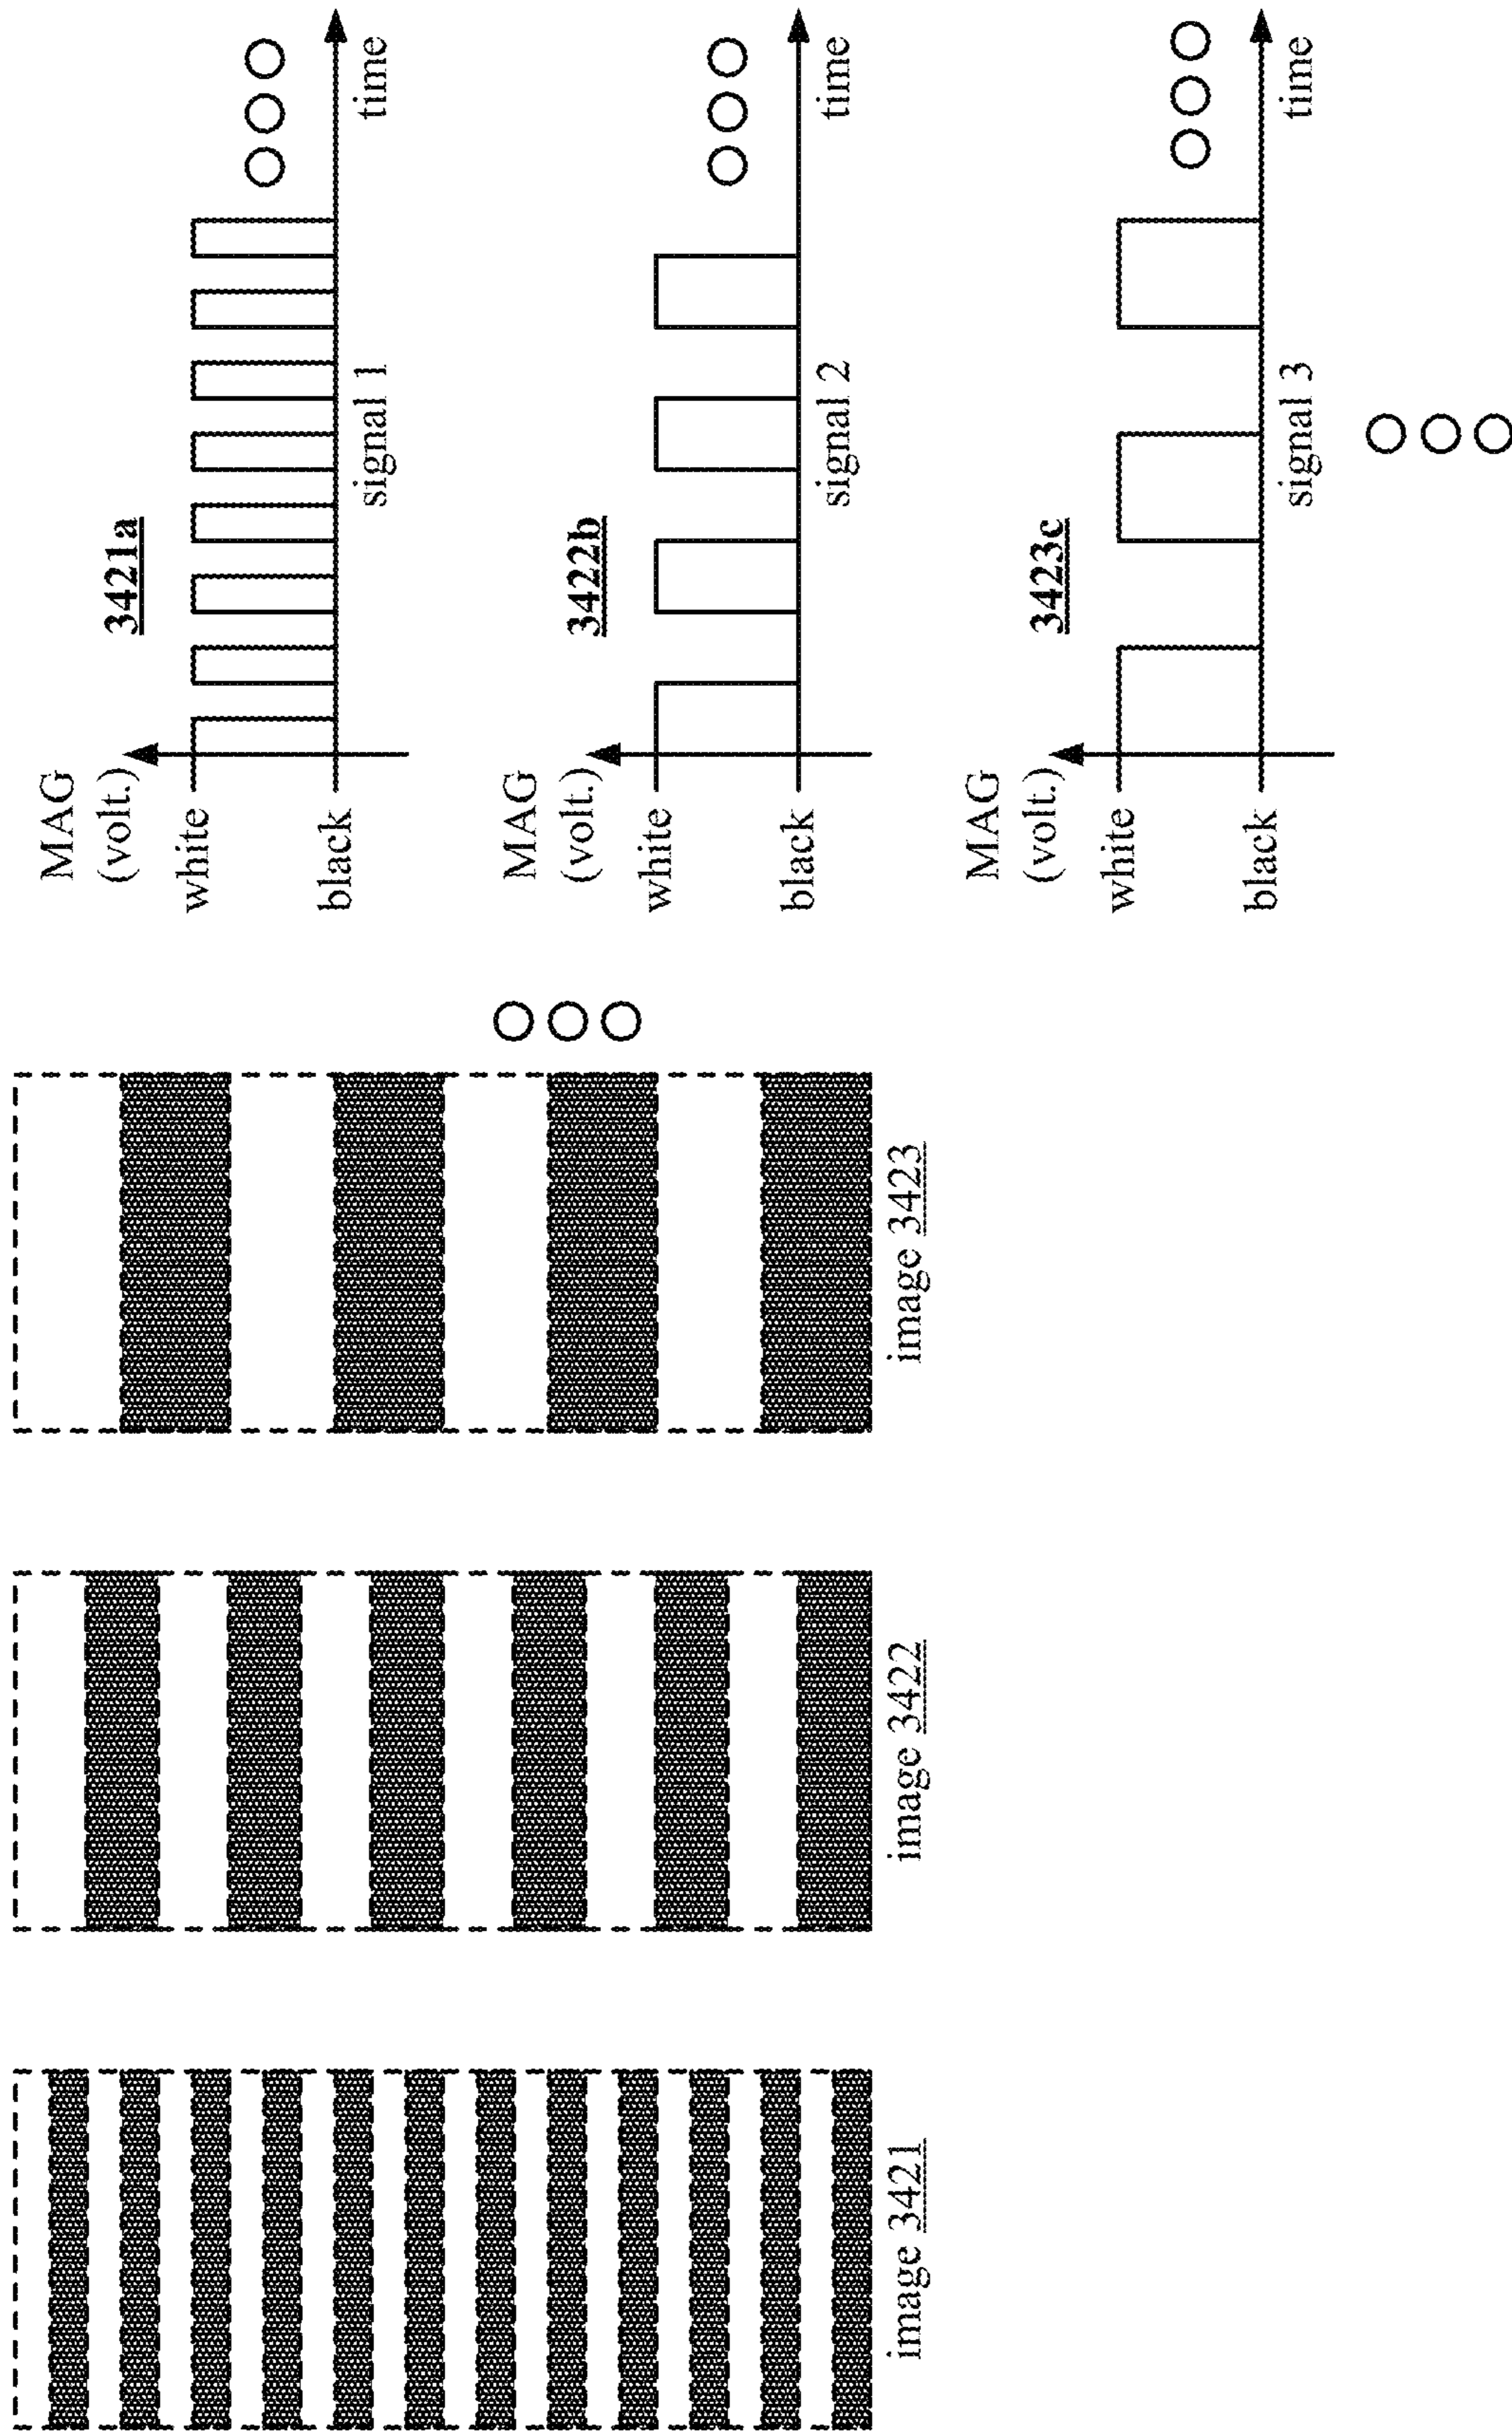 image 3421
image 3422
image 3423
MAG
(volt.)
white
black
3421a
signal 1
time
MAG
(volt.)
white
black
3422b
signal 2
time
MAG
(volt.)
white
black
3423c
signal 3
time